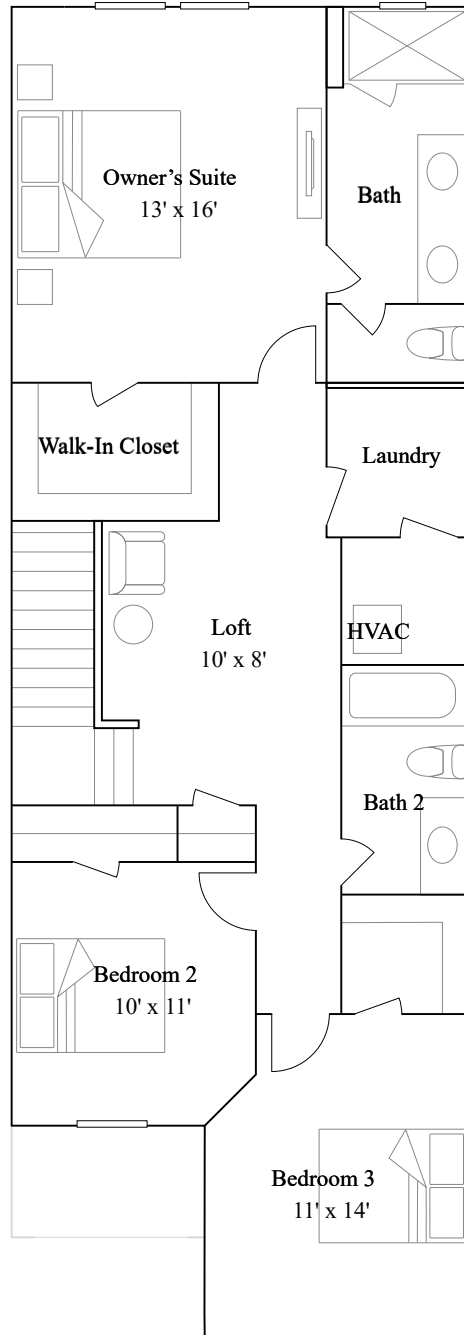 Owner’s Suite
13' x 16'
Bath
Walk-In Closet
Laundry
Loft
10' x 8'
HVAC
Bath 2
Bedroom 2
10' x 11'
Bedroom 3
11' x 14'